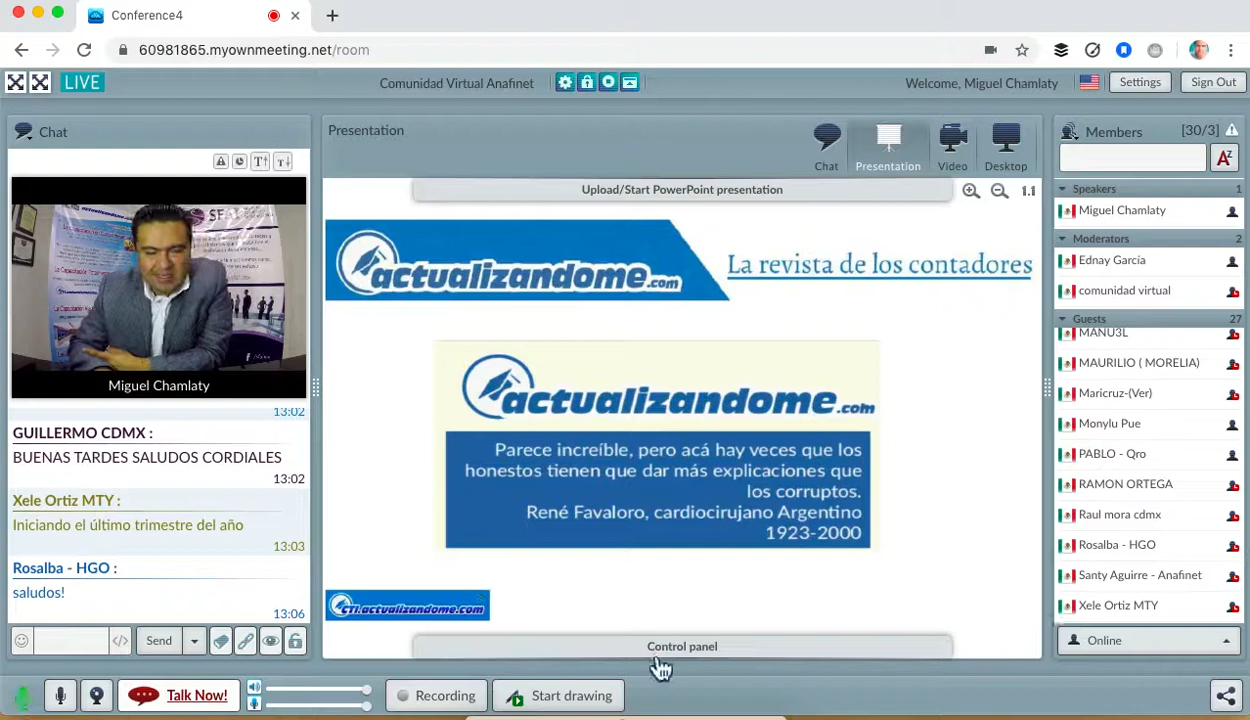 Conference4
60981865.myownmeeting.net/room
LIVE
Comunidad Virtual Anafinet
Welcome, Miguel Chamlaty
Settings
Sign Out
Chat
Miguel Chamlaty
13:02
GUILLERMO CDMX :
BUENAS TARDES SALUDOS CORDIALES
13:02
Xele Ortiz MTY :
Iniciando el último trimestre del año
13:03
Rosalba - HGO :
saludos!
13:06
Send
Presentation
Chat
Presentation
Video
Desktop
Upload/Start PowerPoint presentation
1.1
actualizandome.com
La revista de los contadores
actualizandome.com
Parece increíble, pero acá hay veces que los
honestos tienen que dar más explicaciones que
los corruptos.
René Favaloro, cardiocirujano Argentino
1923-2000
CTI.actualizandome.com
Control panel
Members
[30/3]
Speakers 1
Miguel Chamlaty
Moderators 2
Ednay García
comunidad virtual
Guests 27
MANU3L
MAURILIO ( MORELIA)
Maricruz-(Ver)
Monylu Pue
PABLO - Qro
RAMON ORTEGA
Raul mora cdmx
Rosalba - HGO
Santy Aguirre - Anafinet
Xele Ortiz MTY
Online
Talk Now!
Recording
Start drawing